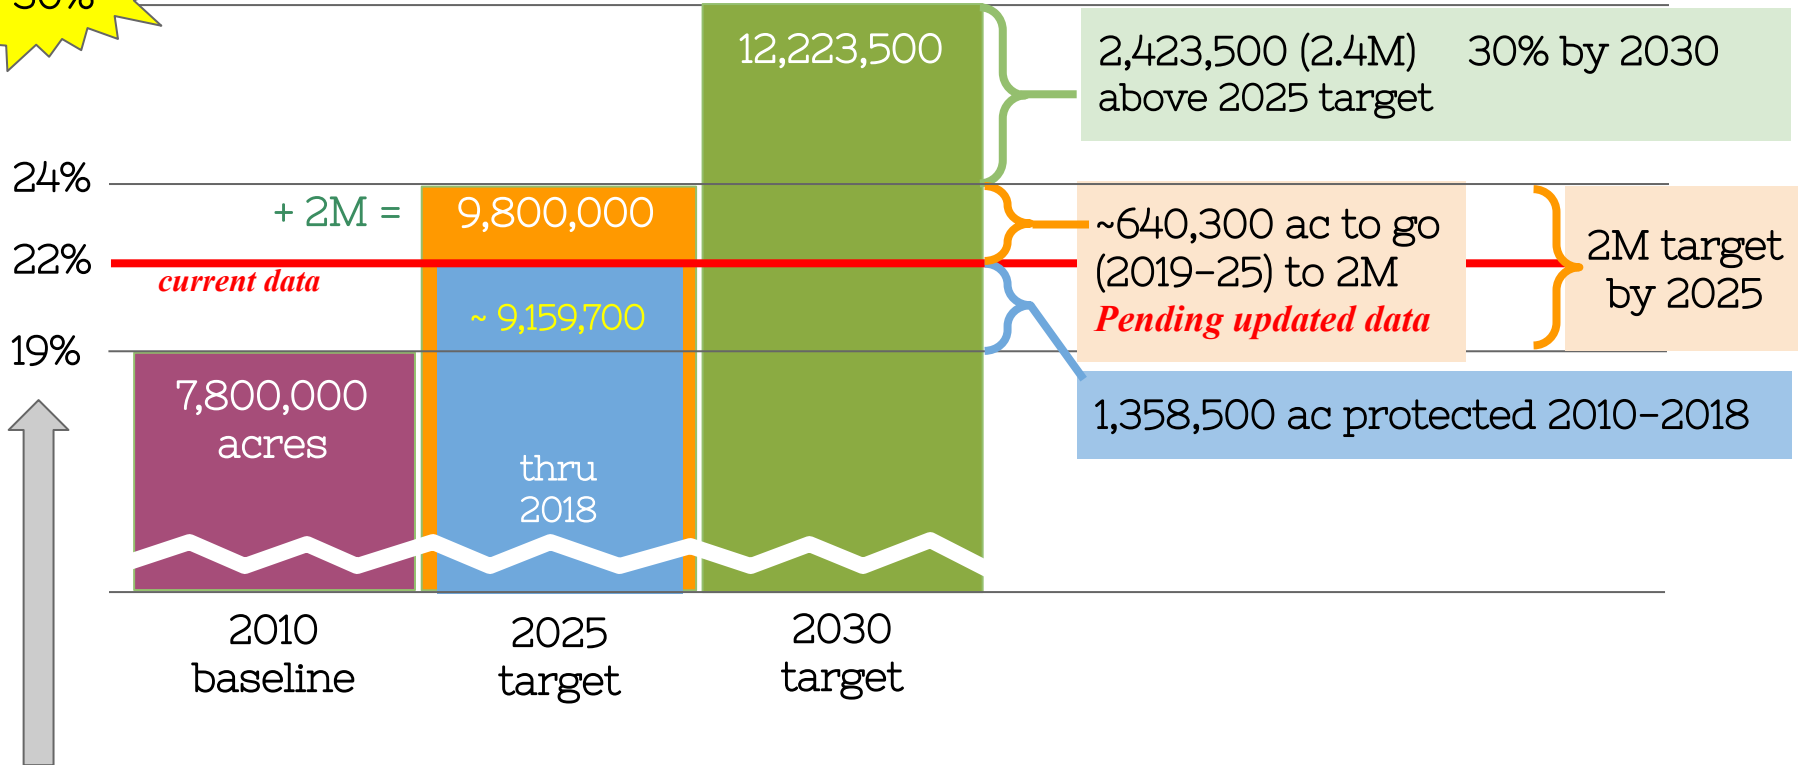 30%
12,223,500
2,423,500 (2.4M) 30% by 2030
above 2025 target
24%
+ 2M =
9,800,000
~640,300 ac to go
(2019-25) to 2M
Pending updated data
2M target
by 2025
22%
current data
~ 9,159,700
19%
7,800,000
acres
1,358,500 ac protected 2010-2018
thru
2018
2010
baseline
2025
target
2030
target